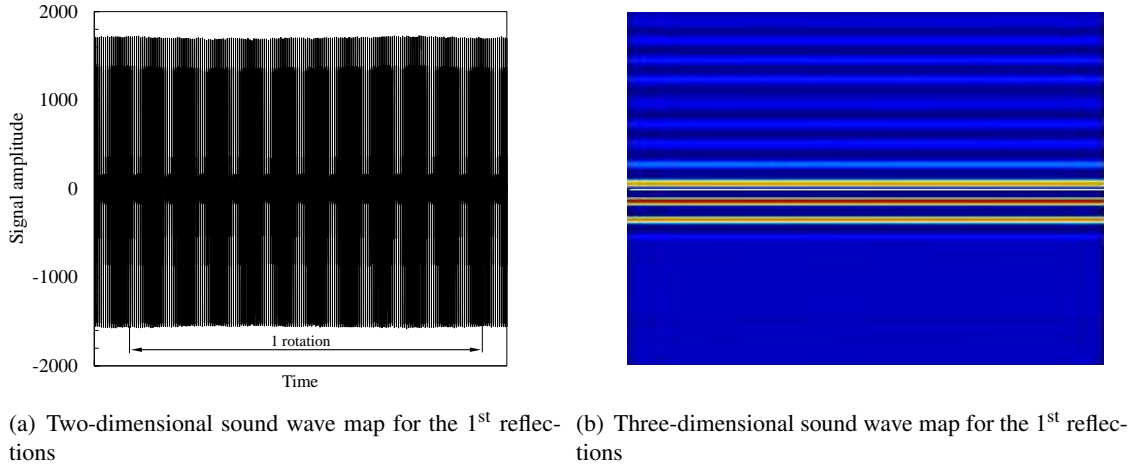 2000
1000
0
-1000
-2000
Signal amplitude
1 rotation
Time
(a) Two-dimensional sound wave map for the 1st reflec-
tions
(b) Three-dimensional sound wave map for the 1st reflec-
tions